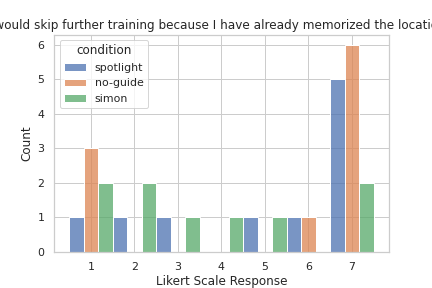 would skip further training because I have already memorized the locati
condition
spotlight
no-guide
simon
6
5
4
3
2
1
0
Count
1 2 3 4 5 6 7
Likert Scale Response